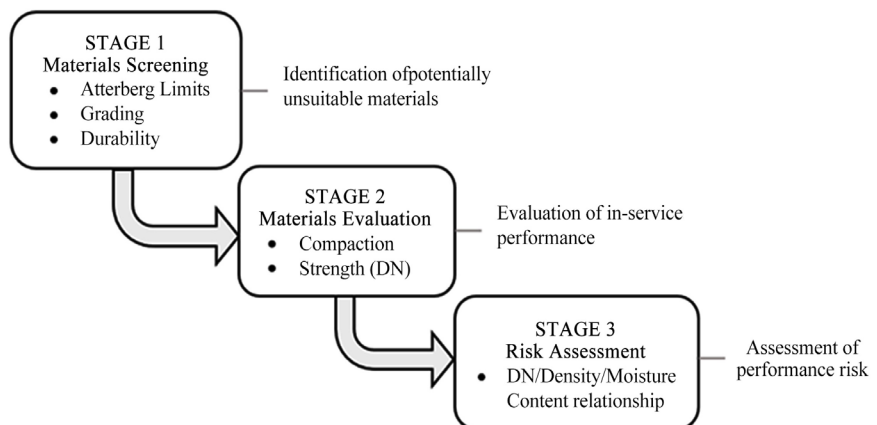 STAGE 1
Materials Screening
• Atterberg Limits
• Grading
• Durability
Identification ofpotentially
unsuitable materials
STAGE 2
Materials Evaluation
• Compaction
• Strength (DN)
Evaluation of in-service
performance
STAGE 3
Risk Assessment
• DN/Density/Moisture
Content relationship
Assessment of
performance risk